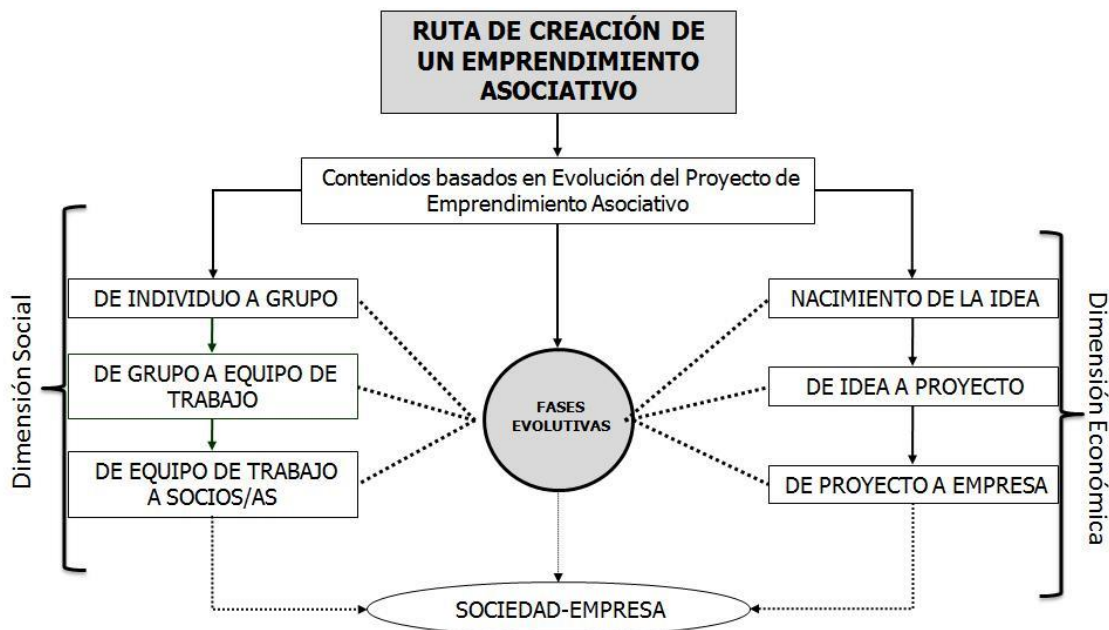 RUTA DE CREACIÓN DE
UN EMPRENDIMIENTO
ASOCIATIVO
Contenidos basados en Evolución del Proyecto de
Emprendimiento Asociativo
Dimensión Social
DE INDIVIDUO A GRUPO
DE GRUPO A EQUIPO DE
TRABAJO
DE EQUIPO DE TRABAJO
A SOCIOS/AS
FASES
EVOLUTIVAS
NACIMIENTO DE LA IDEA
DE IDEA A PROYECTO
DE PROYECTO A EMPRESA
Dimensión Económica
SOCIEDAD-EMPRESA